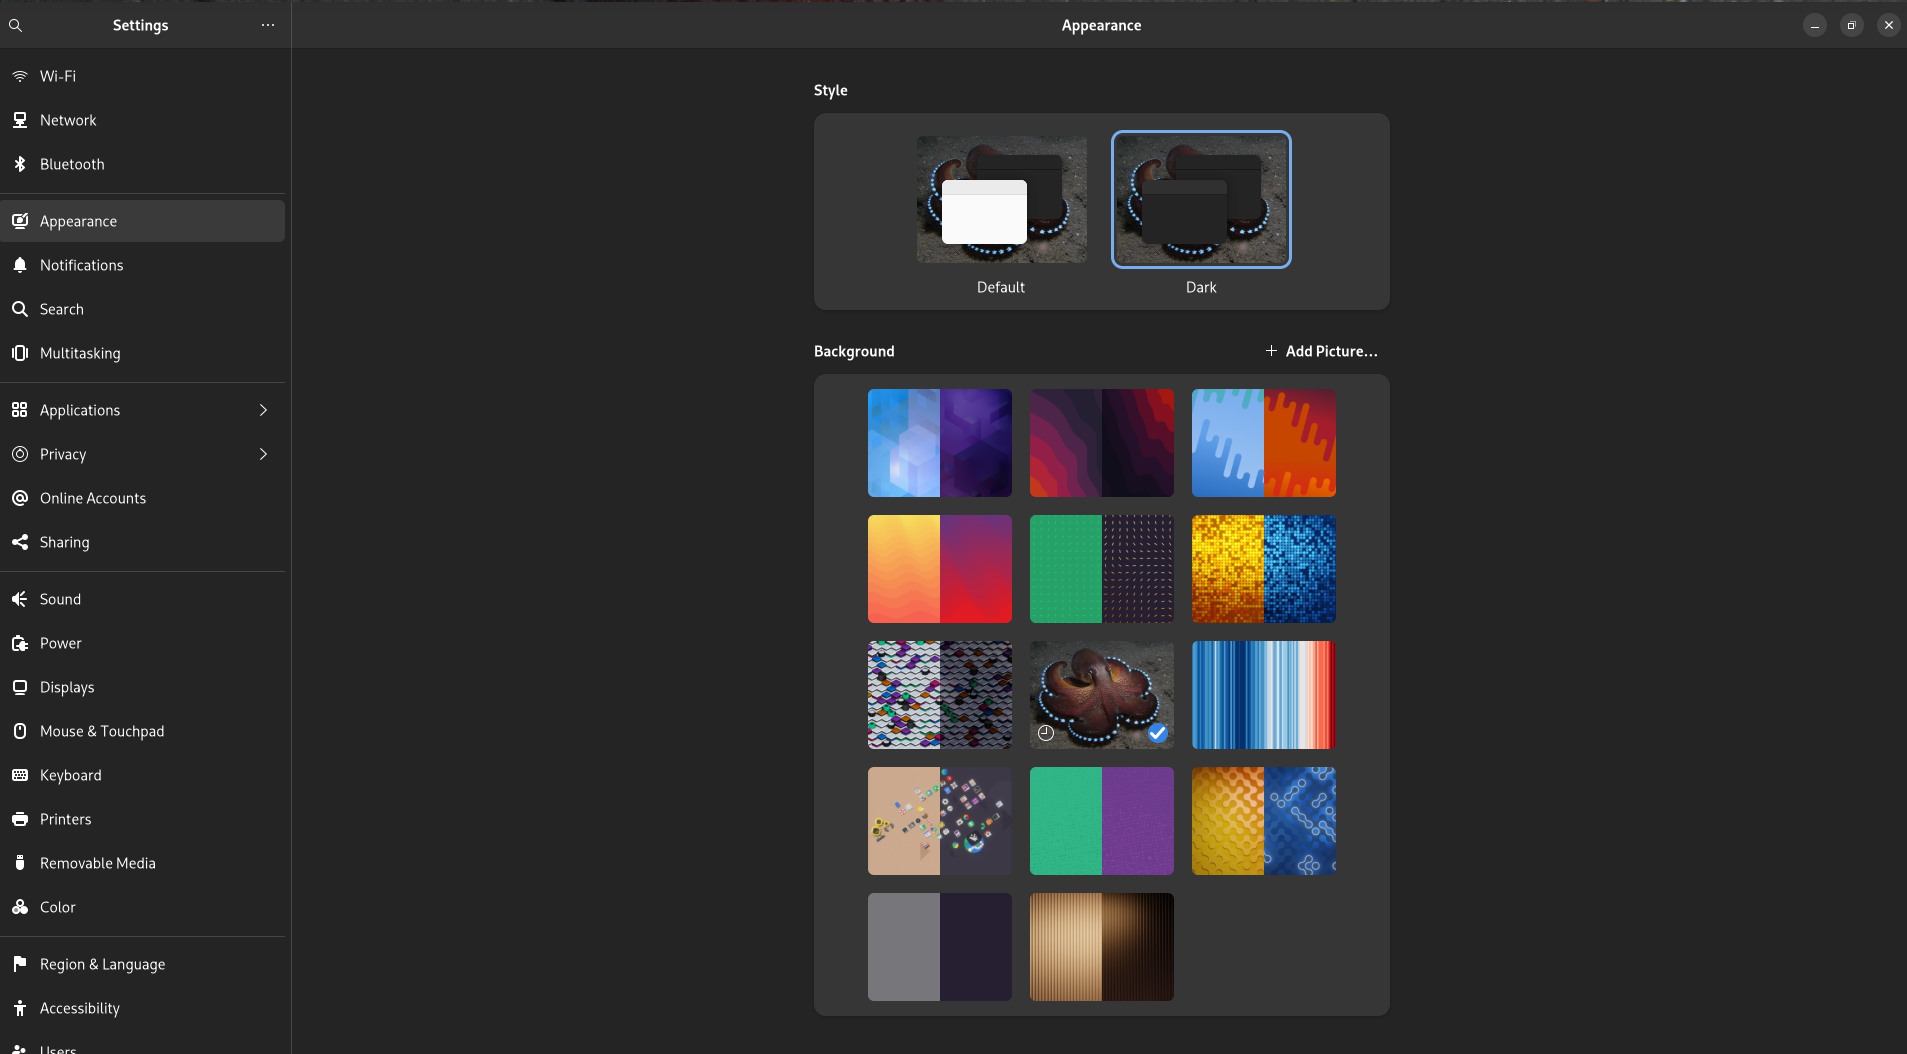 Settings
Appearance
Wi-Fi
Network
Bluetooth
Appearance
Notifications
Search
Multitasking
Applications
Privacy
Online Accounts
Sharing
Sound
Power
Displays
Mouse & Touchpad
Keyboard
Printers
Removable Media
Color
Region & Language
Accessibility
Users
Style
Default
Dark
Background
Add Picture...